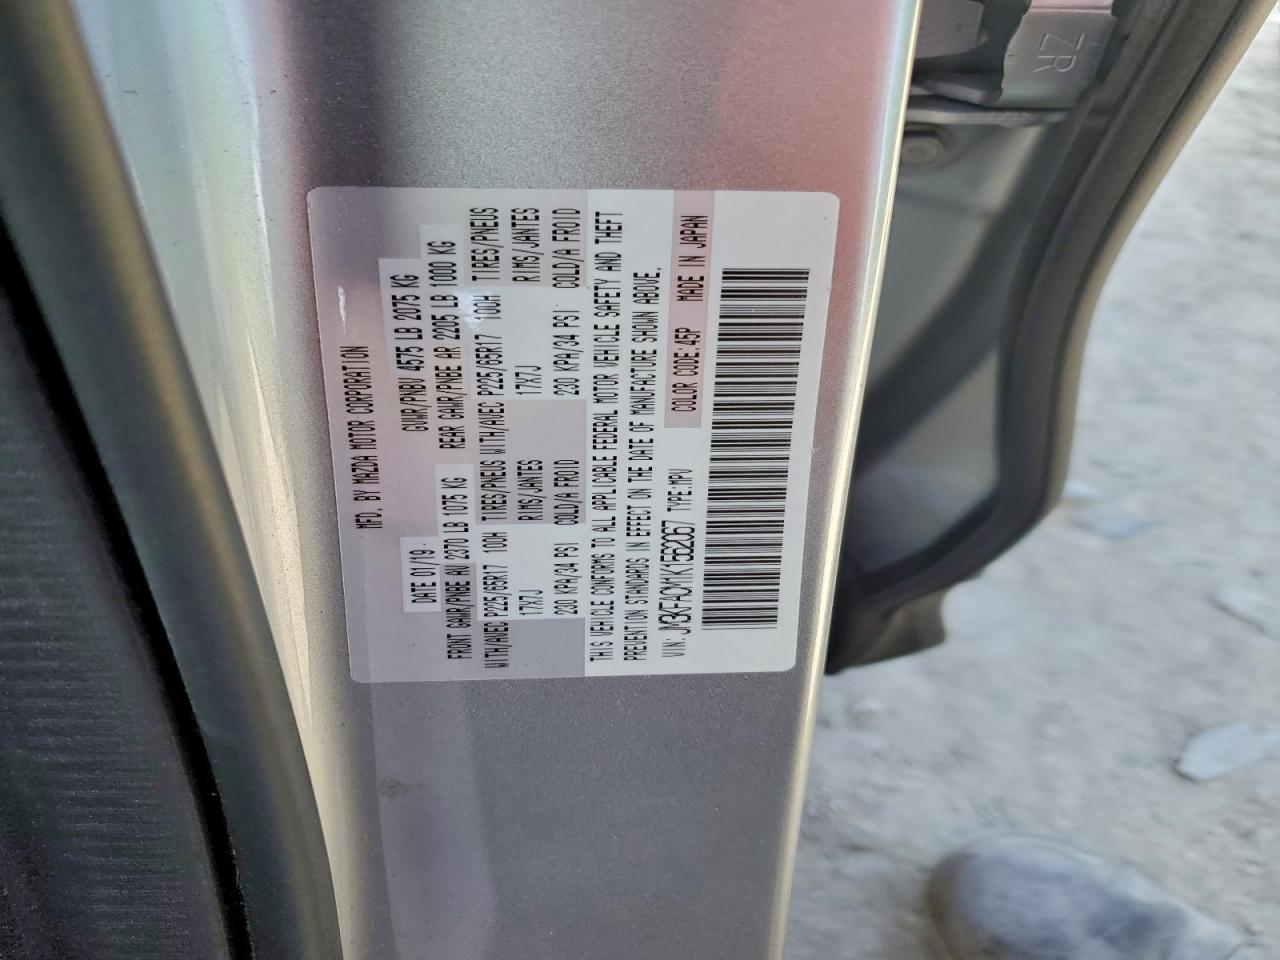 MFD. BY MAZDA MOTOR CORPORATION
DATE 01/19 GVWR/PNBV 4575 LB 2075 KG
FRONT GAWR/PNBE AV 2370 LB 1075 KG REAR GAWR/PNBE AR 2205 LB 1000 KG
WITH/AVEC P225/65R17 100H TIRES/PNEUS WITH/AVEC P225/65R17 100H TIRES/PNEUS
17X7J RIMS/JANTES 17X7J RIMS/JANTES
230 KPA/34 PSI COLD/A FROID 230 KPA/34 PSI COLD/A FROID
THIS VEHICLE CONFORMS TO ALL APPLICABLE FEDERAL MOTOR VEHICLE SAFETY AND THEFT
PREVENTION STANDARDS IN EFFECT ON THE DATE OF MANUFACTURE SHOWN ABOVE.
VIN: JM3KFACM1K1562067 TYPE:MPV COLOR CODE:45P MADE IN JAPAN
ZR